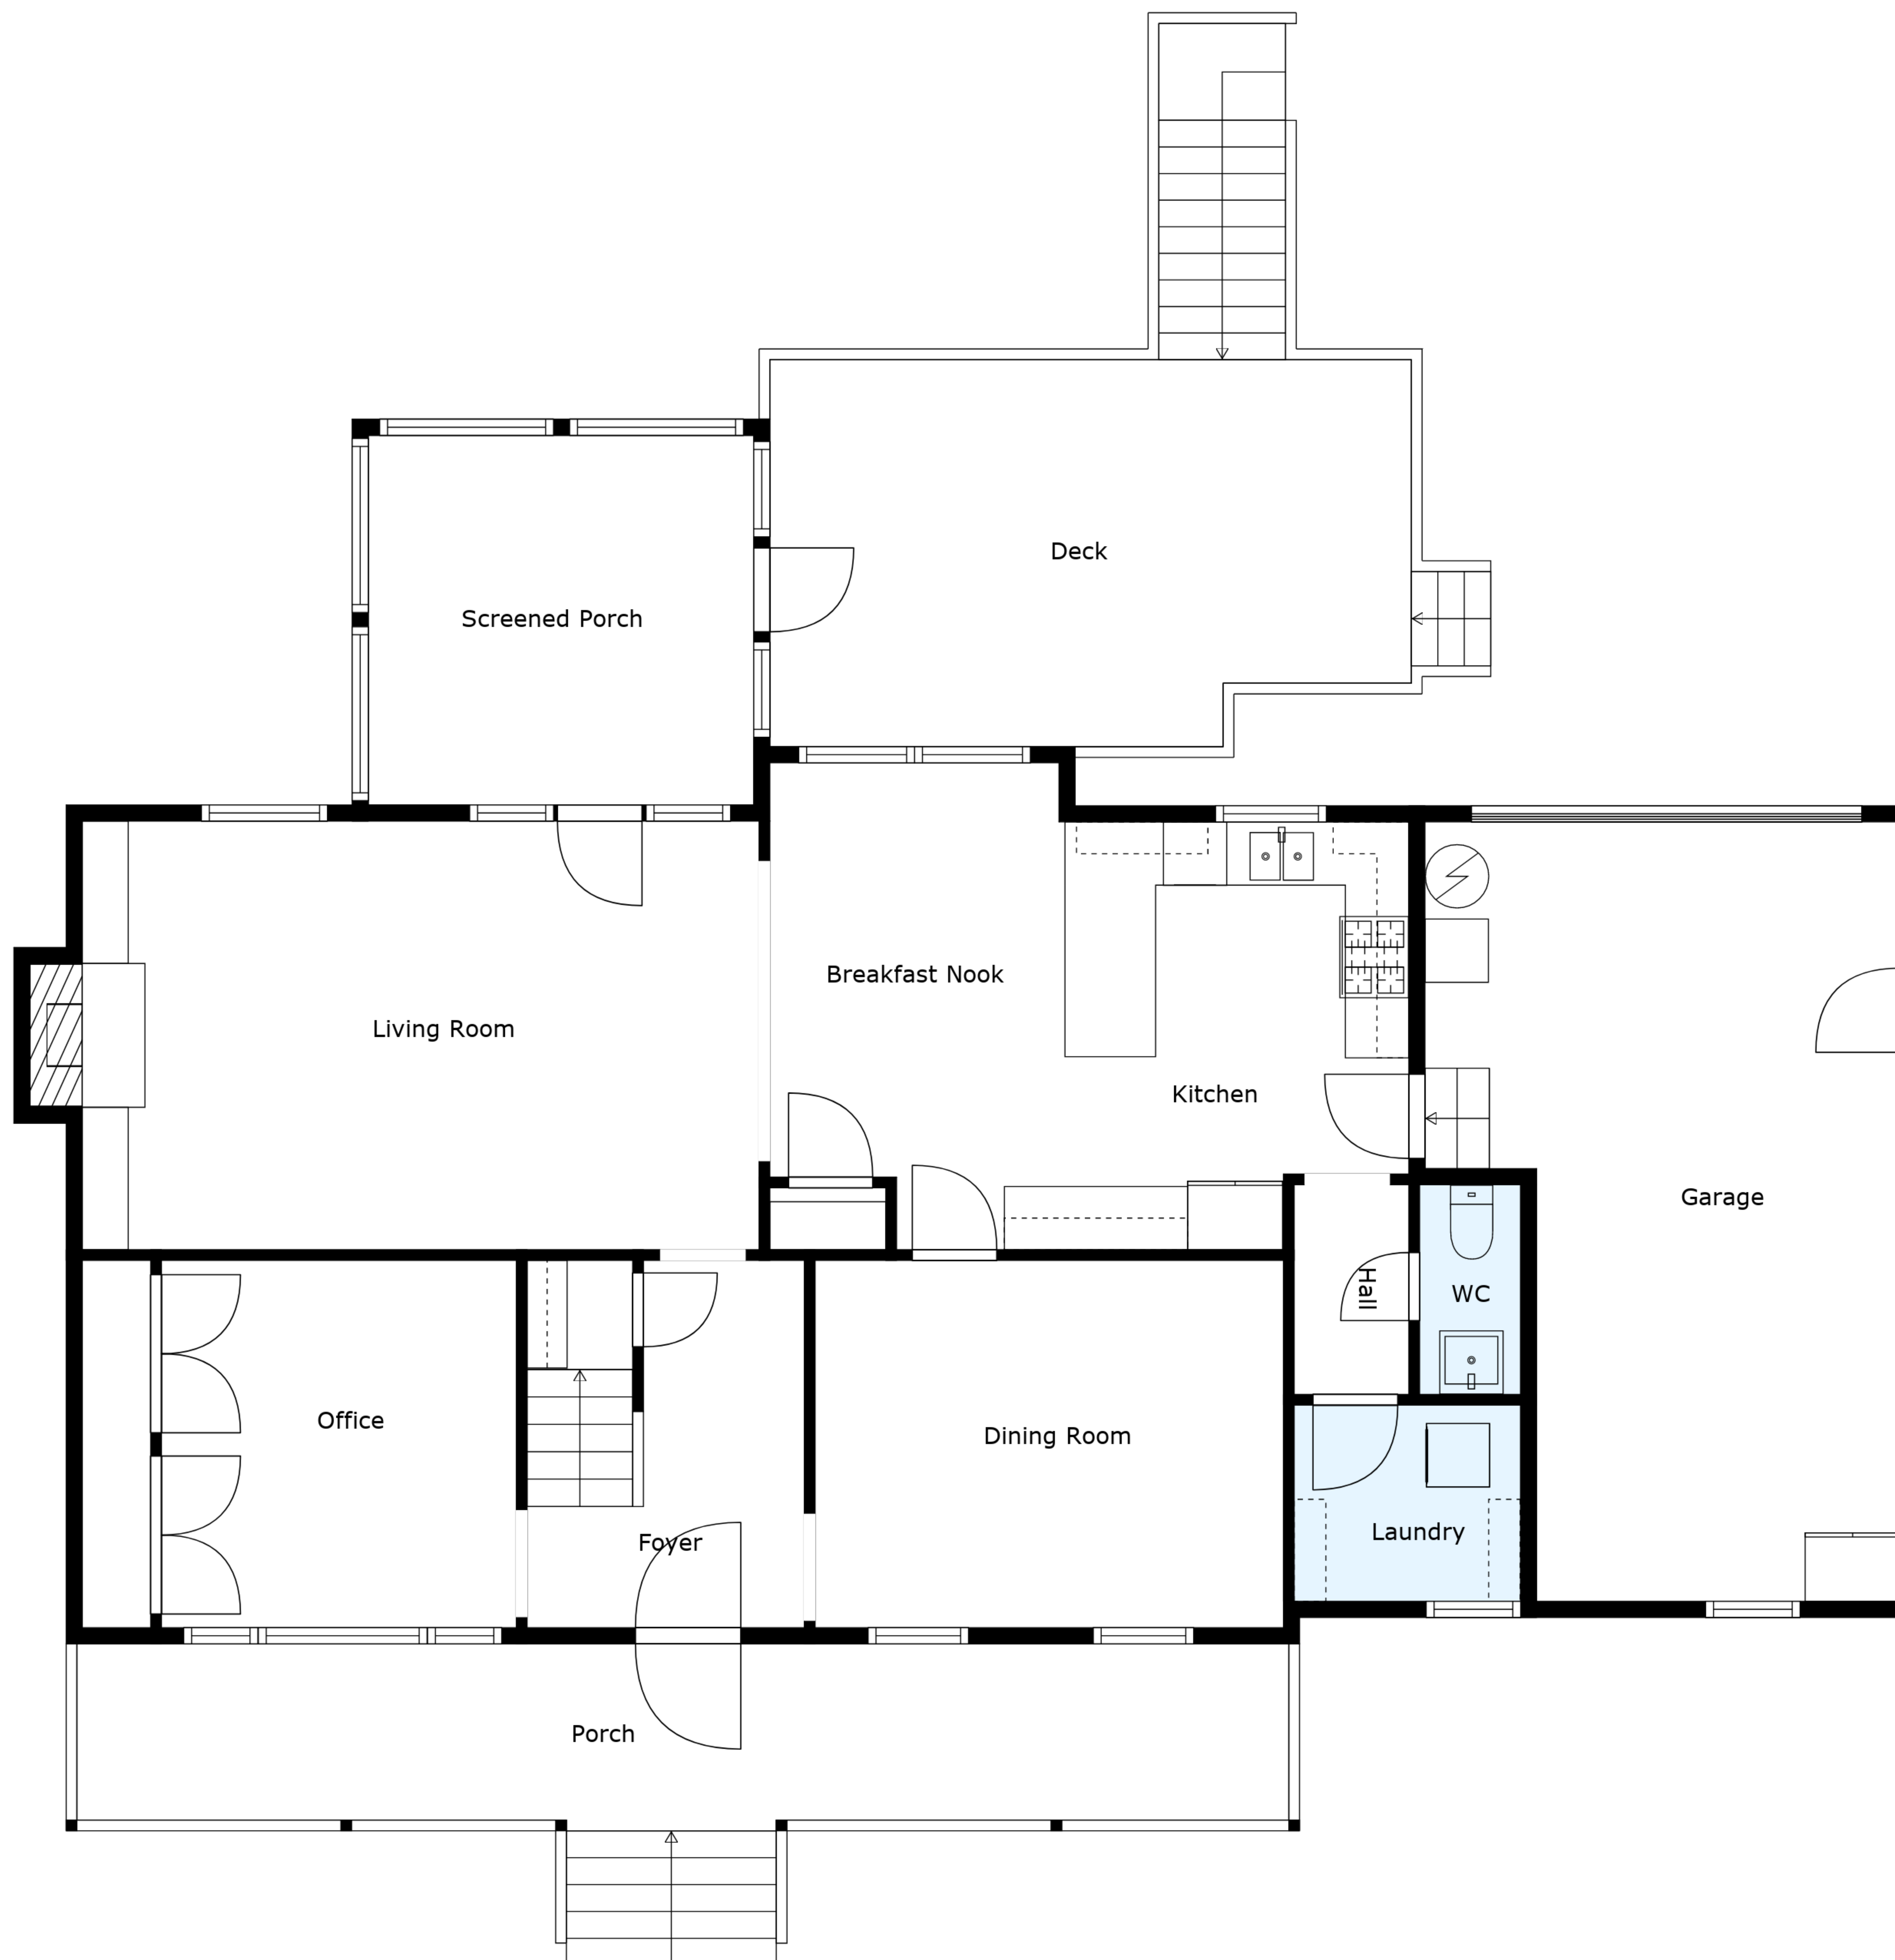 Deck
Screened Porch
Breakfast Nook
Living Room
Kitchen
Garage
Hall
WC
Office
Dining Room
Laundry
Foyer
Porch